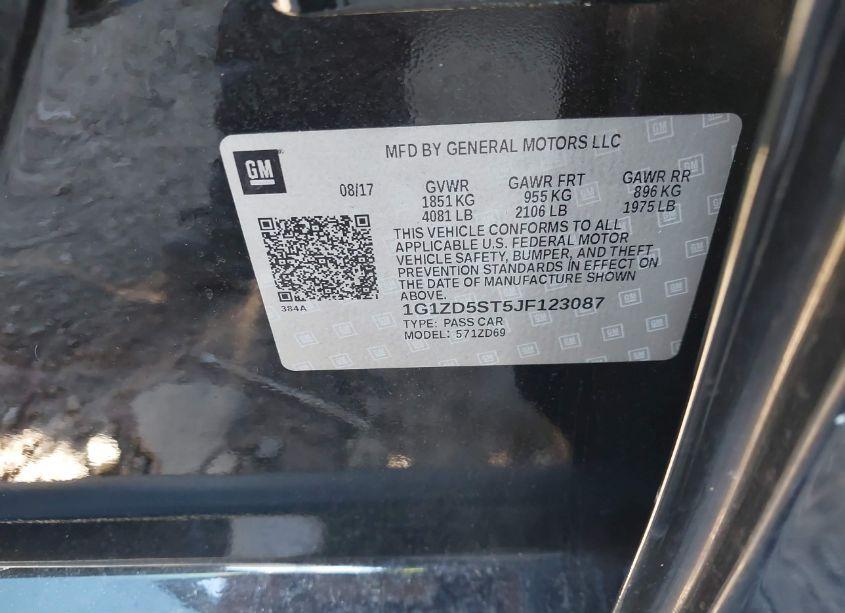 GM
MFD BY GENERAL MOTORS LLC
08/17 GVWR GAWR FRT GAWR RR
1851 KG 955 KG 896 KG
4081 LB 2106 LB 1975 LB
THIS VEHICLE CONFORMS TO ALL
APPLICABLE U.S. FEDERAL MOTOR
VEHICLE SAFETY, BUMPER, AND THEFT
PREVENTION STANDARDS IN EFFECT ON
THE DATE OF MANUFACTURE SHOWN
ABOVE.
384A
1G1ZD5ST5JF123087
TYPE: PASS CAR
MODEL: 571ZD69